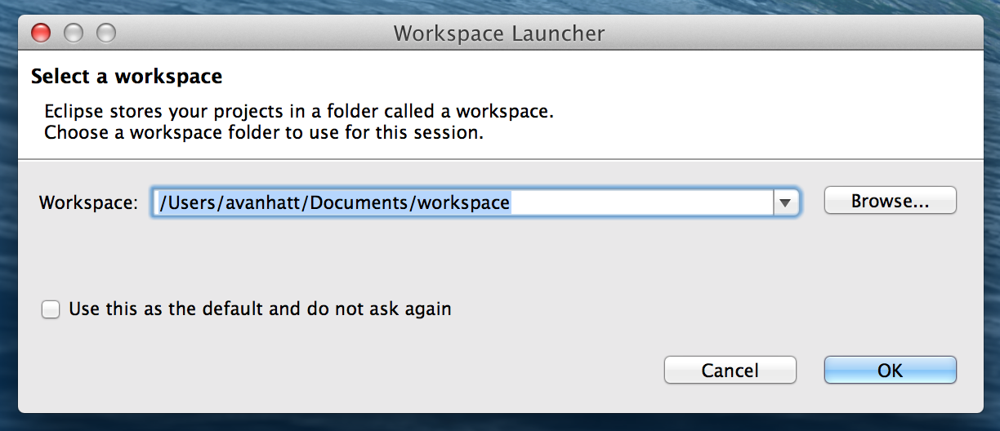 Workspace Launcher
Select a workspace
Eclipse stores your projects in a folder called a workspace.
Choose a workspace folder to use for this session.
Workspace: /Users/avanhatt/Documents/workspace Browse...
Use this as the default and do not ask again
Cancel OK